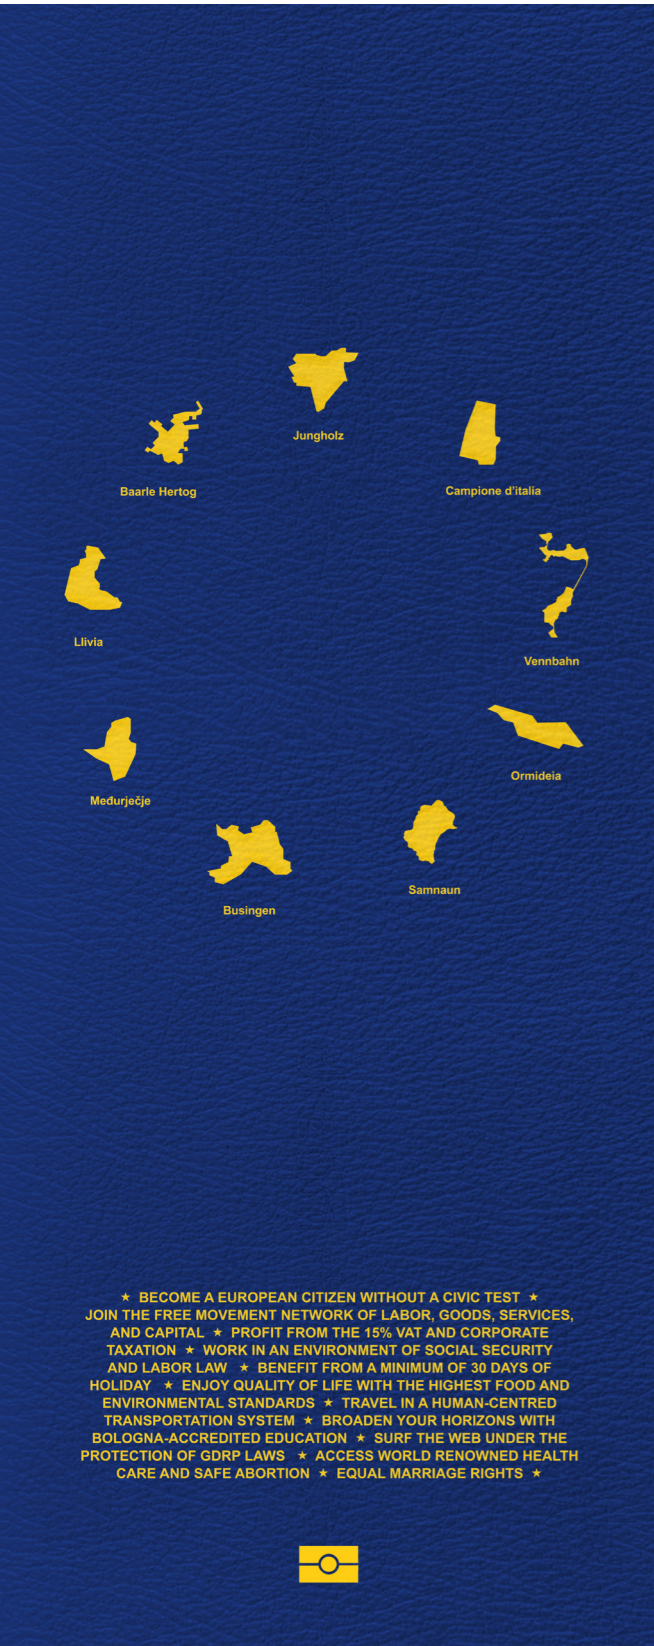 Jungholz
Baarle Hertog
Campione d'italia
Llivia
Vennbahn
Ormideia
Međurječje
Samnaun
Busingen
★ BECOME A EUROPEAN CITIZEN WITHOUT A CIVIC TEST ★
JOIN THE FREE MOVEMENT NETWORK OF LABOR, GOODS, SERVICES,
AND CAPITAL ★ PROFIT FROM THE 15% VAT AND CORPORATE
TAXATION ★ WORK IN AN ENVIRONMENT OF SOCIAL SECURITY
AND LABOR LAW ★ BENEFIT FROM A MINIMUM OF 30 DAYS OF
HOLIDAY ★ ENJOY QUALITY OF LIFE WITH THE HIGHEST FOOD AND
ENVIRONMENTAL STANDARDS ★ TRAVEL IN A HUMAN-CENTRED
TRANSPORTATION SYSTEM ★ BROADEN YOUR HORIZONS WITH
BOLOGNA-ACCREDITED EDUCATION ★ SURF THE WEB UNDER THE
PROTECTION OF GDRP LAWS ★ ACCESS WORLD RENOWNED HEALTH
CARE AND SAFE ABORTION ★ EQUAL MARRIAGE RIGHTS ★